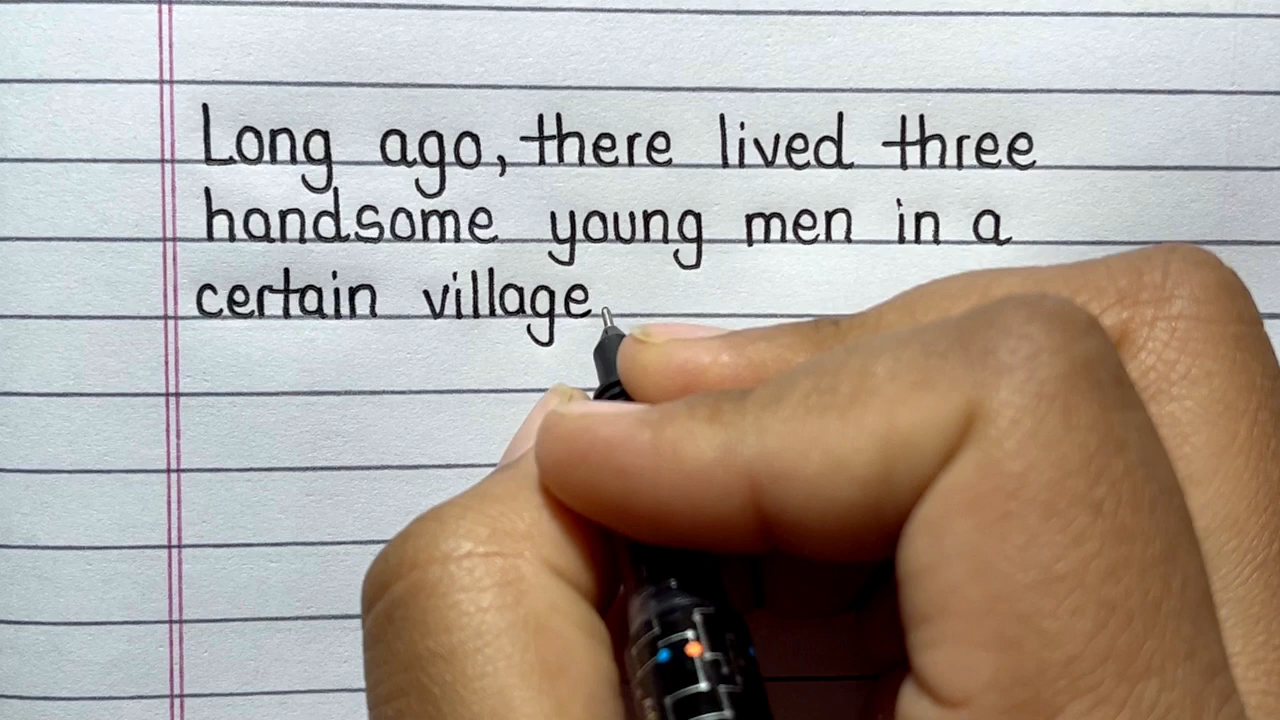 Long ago, there lived three
handsome young men in a
certain village.